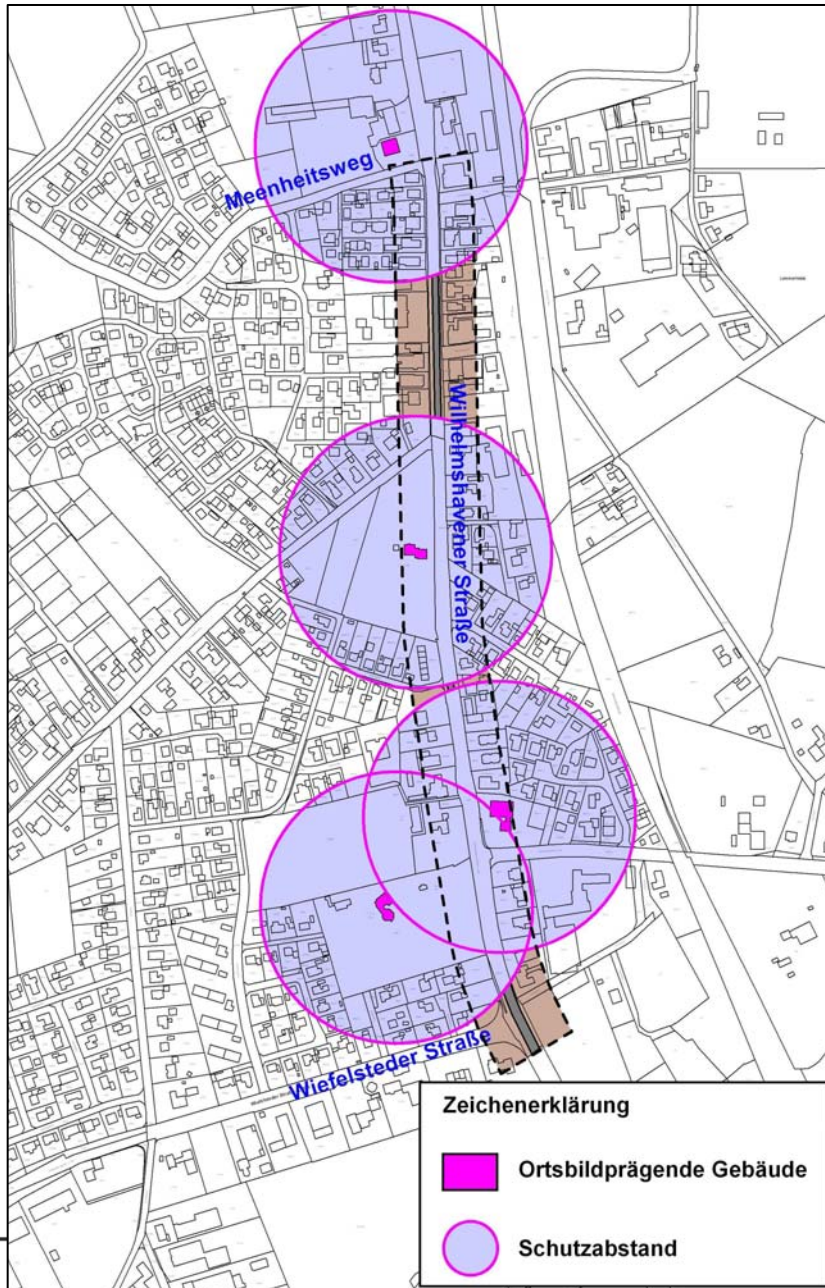 Meenheitsweg
Wilhelmshavener Straße
Wiefelsteder Straße
Zeichenerklärung
Ortsbildprägende Gebäude
Schutzabstand